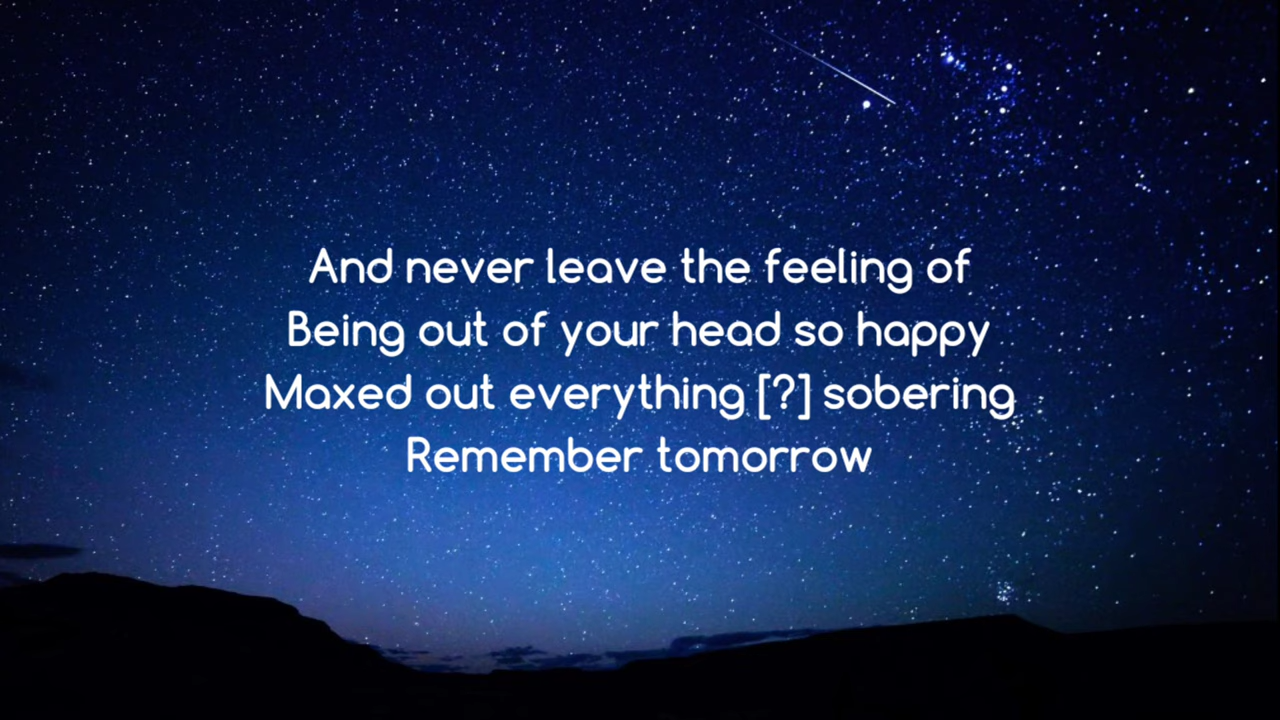 And never leave the feeling of
Being out of your head so happy
Maxed out everything [?] sobering
Remember tomorrow